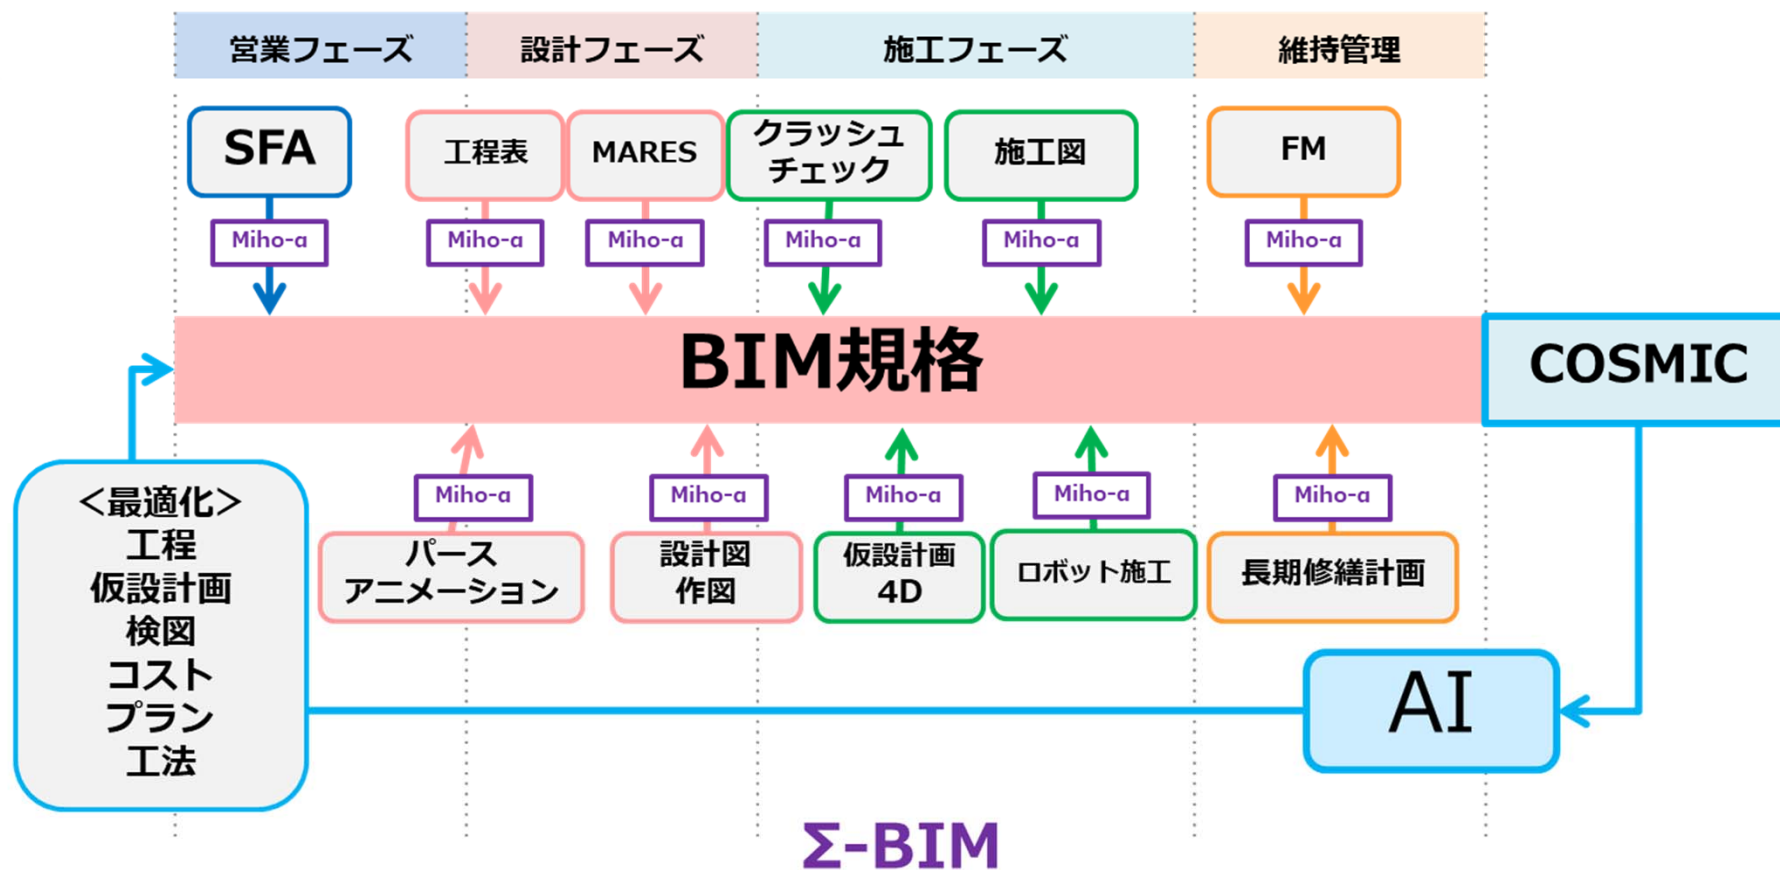 営業フェーズ
設計フェーズ
施工フェーズ
維持管理
SFA
工程表
MARES
クラッシュ
チェック
施工図
FM
Miho-α
Miho-α
Miho-α
Miho-α
Miho-α
Miho-α
BIM規格
COSMIC
Miho-α
Miho-α
Miho-α
Miho-α
Miho-α
パース
アニメーション
設計図
作図
仮設計画
4D
ロボット施工
長期修繕計画
＜最適化＞
工程
仮設計画
検図
コスト
プラン
工法
AI
Σ-BIM